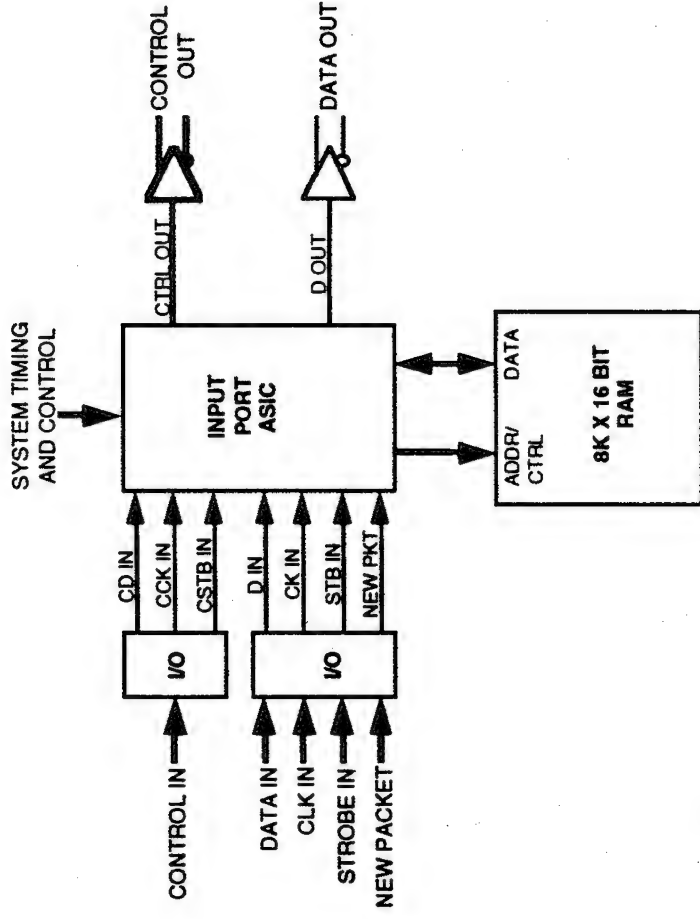 SYSTEM TIMING
AND CONTROL
CONTROL IN
I/O
CD IN
CCK IN
CSTB IN
DATA IN
CLK IN
STROBE IN
NEW PACKET
I/O
D IN
CK IN
STB IN
NEW PKT
INPUT
PORT
ASIC
CTRL OUT
CONTROL
OUT
D OUT
DATA OUT
ADDR/
CTRL
DATA
8K X 16 BIT
RAM